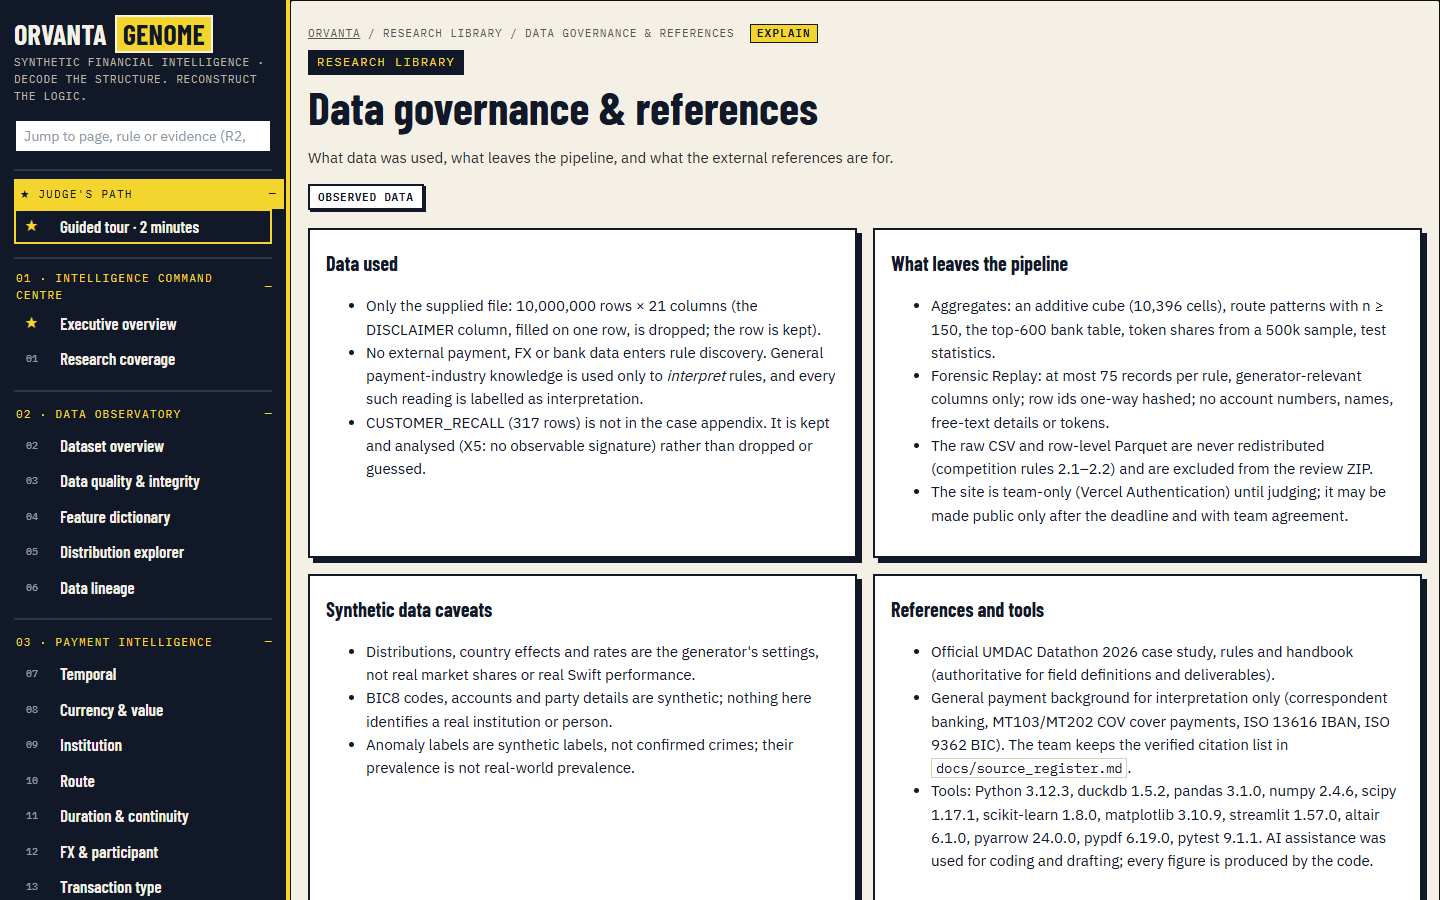 ORVANTA GENOME
SYNTHETIC FINANCIAL INTELLIGENCE ·
DECODE THE STRUCTURE. RECONSTRUCT
THE LOGIC.
Jump to page, rule or evidence (R2,
★ JUDGE'S PATH –
★ Guided tour · 2 minutes
01 · INTELLIGENCE COMMAND
CENTRE –
★ Executive overview
01 Research coverage
02 · DATA OBSERVATORY –
02 Dataset overview
03 Data quality & integrity
04 Feature dictionary
05 Distribution explorer
06 Data lineage
03 · PAYMENT INTELLIGENCE –
07 Temporal
08 Currency & value
09 Institution
10 Route
11 Duration & continuity
12 FX & participant
13 Transaction type
ORVANTA / RESEARCH LIBRARY / DATA GOVERNANCE & REFERENCES EXPLAIN
RESEARCH LIBRARY
Data governance & references
What data was used, what leaves the pipeline, and what the external references are for.
OBSERVED DATA
Data used
• Only the supplied file: 10,000,000 rows × 21 columns (the
DISCLAIMER column, filled on one row, is dropped; the row is kept).
• No external payment, FX or bank data enters rule discovery. General
payment-industry knowledge is used only to interpret rules, and every
such reading is labelled as interpretation.
• CUSTOMER_RECALL (317 rows) is not in the case appendix. It is kept
and analysed (X5: no observable signature) rather than dropped or
guessed.
What leaves the pipeline
• Aggregates: an additive cube (10,396 cells), route patterns with n ≥
150, the top-600 bank table, token shares from a 500k sample, test
statistics.
• Forensic Replay: at most 75 records per rule, generator-relevant
columns only; row ids one-way hashed; no account numbers, names,
free-text details or tokens.
• The raw CSV and row-level Parquet are never redistributed
(competition rules 2.1–2.2) and are excluded from the review ZIP.
• The site is team-only (Vercel Authentication) until judging; it may be
made public only after the deadline and with team agreement.
Synthetic data caveats
• Distributions, country effects and rates are the generator's settings,
not real market shares or real Swift performance.
• BIC8 codes, accounts and party details are synthetic; nothing here
identifies a real institution or person.
• Anomaly labels are synthetic labels, not confirmed crimes; their
prevalence is not real-world prevalence.
References and tools
• Official UMDAC Datathon 2026 case study, rules and handbook
(authoritative for field definitions and deliverables).
• General payment background for interpretation only (correspondent
banking, MT103/MT202 COV cover payments, ISO 13616 IBAN, ISO
9362 BIC). The team keeps the verified citation list in
docs/source_register.md.
• Tools: Python 3.12.3, duckdb 1.5.2, pandas 3.1.0, numpy 2.4.6, scipy
1.17.1, scikit-learn 1.8.0, matplotlib 3.10.9, streamlit 1.57.0, altair
6.1.0, pyarrow 24.0.0, pypdf 6.19.0, pytest 9.1.1. AI assistance was
used for coding and drafting; every figure is produced by the code.